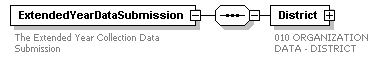 ExtendedYearDataSubmission
District
The Extended Year Collection Data
Submission
010 ORGANIZATION
DATA - DISTRICT